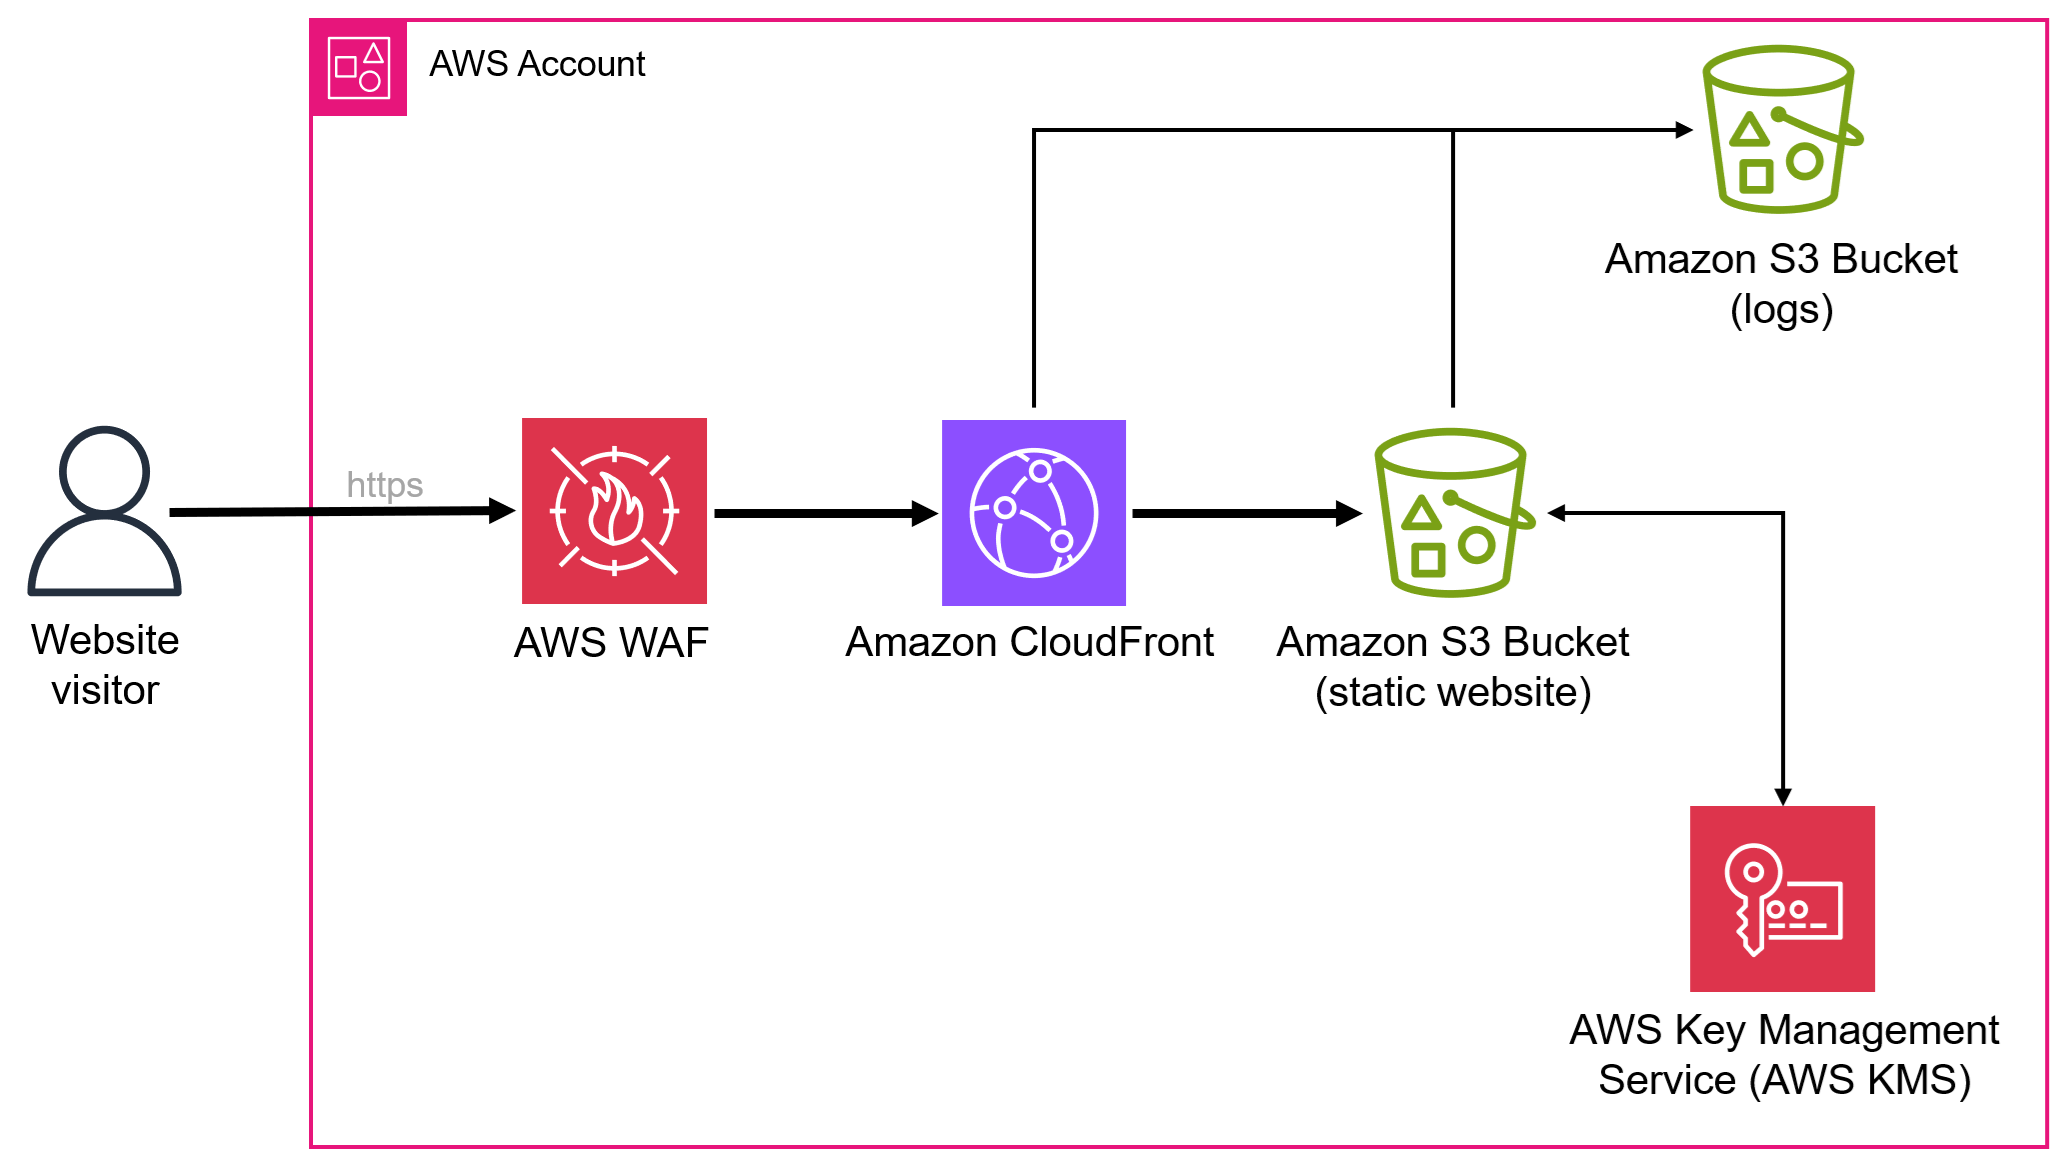 AWS Account
Amazon S3 Bucket
(logs)
https
Website
visitor
AWS WAF
Amazon CloudFront
Amazon S3 Bucket
(static website)
AWS Key Management
Service (AWS KMS)